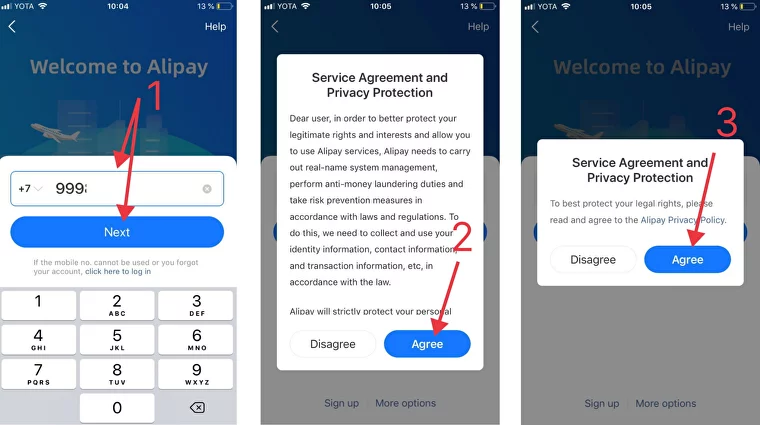 YOTA 10:04 13 %
Help
Welcome to Alipay
1
+7 999
Next
If the mobile no. cannot be used or you forgot
your account, click here to log in
1 2 3
ABC DEF
4 5 6
GHI JKL MNO
7 8 9
PQRS TUV WXYZ
0
YOTA 10:05 13 %
Help
Service Agreement and
Privacy Protection
Dear user, in order to better protect your
legitimate rights and interests and allow you
to use Alipay services, Alipay needs to carry
out real-name system management,
perform anti-money laundering duties and
take risk prevention measures in
accordance with laws and regulations. To
do this, we need to collect and use your
identity information, contact information,
and transaction information, etc, in
accordance with the law.
Alipay will strictly protect your personal
2
Disagree Agree
Sign up More options
YOTA 10:05 13 %
Help
Welcome to Alipay
3
Service Agreement and
Privacy Protection
To best protect your legal rights, please
read and agree to the Alipay Privacy Policy.
Disagree Agree
Sign up More options